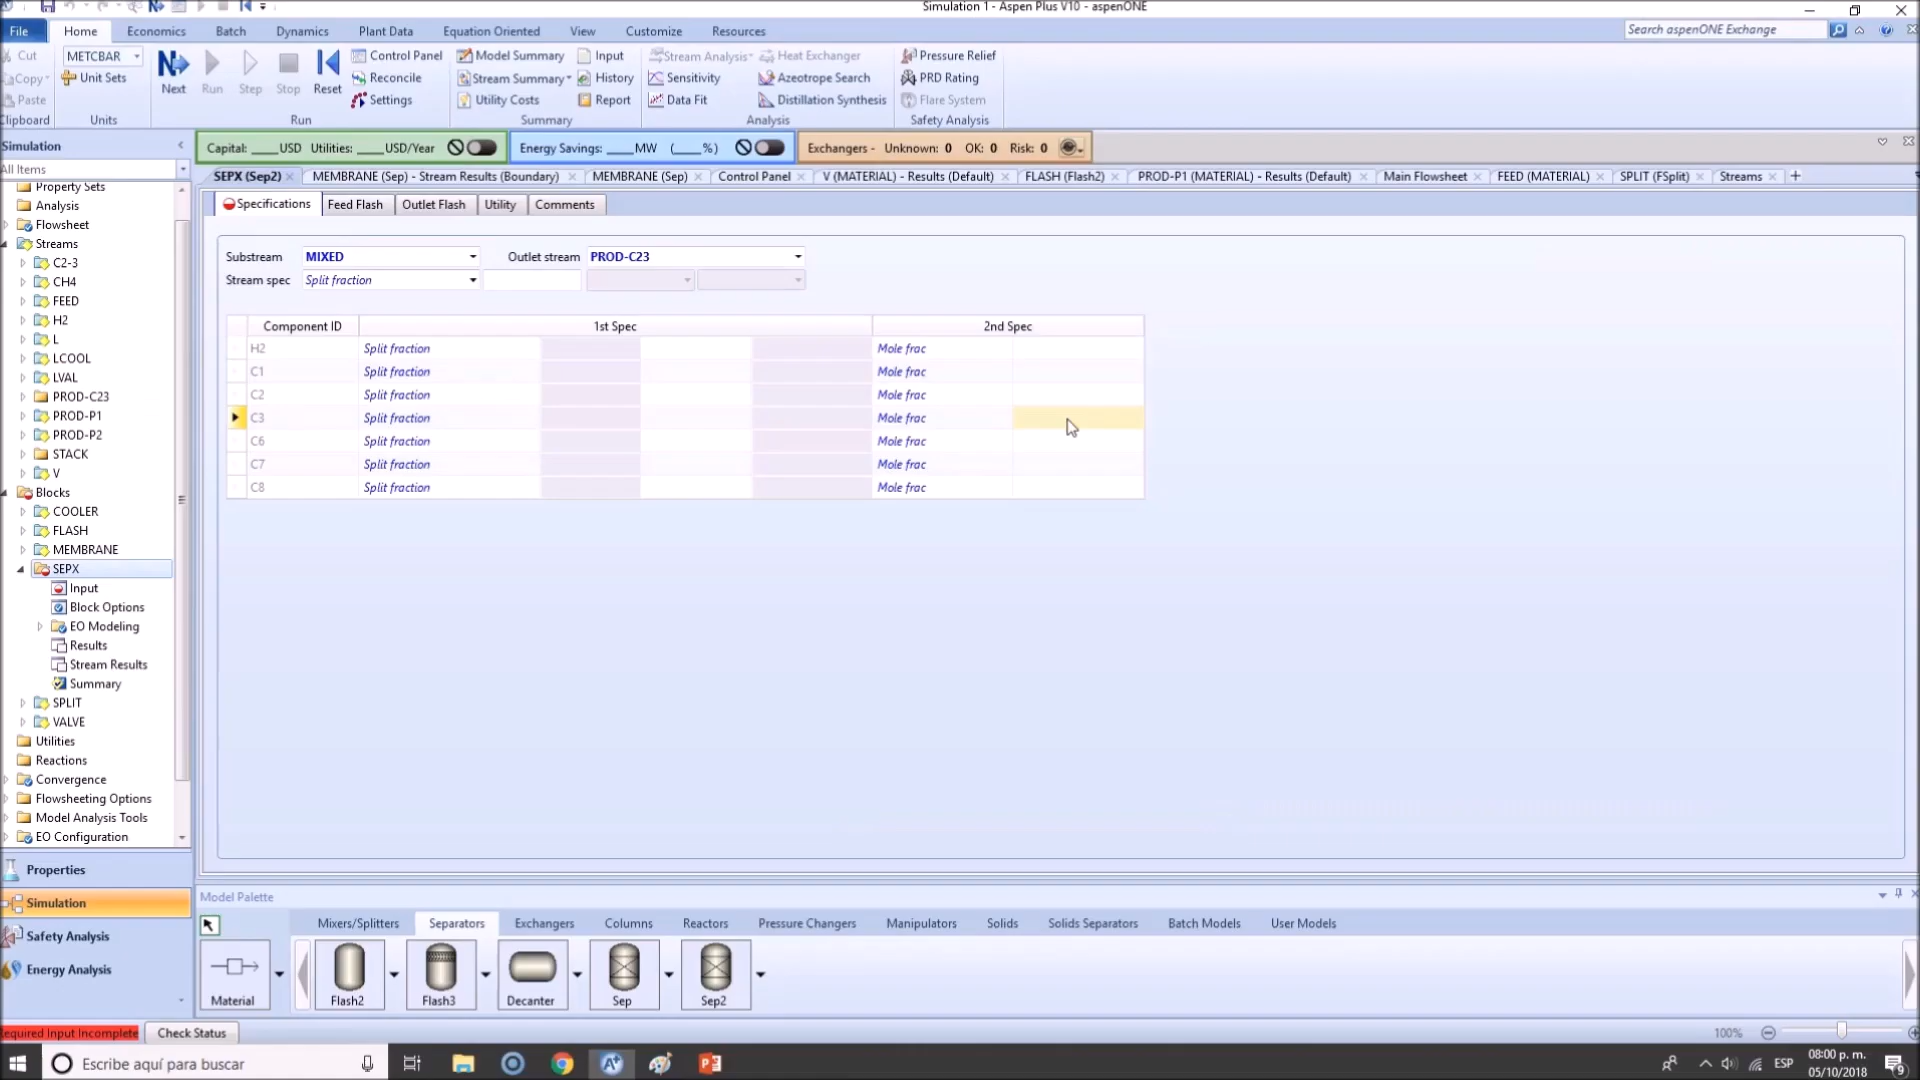 Simulation 1 - Aspen Plus V10 - aspenONE
File Home Economics Batch Dynamics Plant Data Equation Oriented View Customize Resources Search aspenONE Exchange
Cut METCBAR Control Panel Model Summary Input Stream Analysis Heat Exchanger Pressure Relief
Copy Unit Sets Next Run Step Stop Reset Reconcile Stream Summary History Sensitivity Azeotrope Search PRD Rating
Paste Settings Utility Costs Report Data Fit Distillation Synthesis Flare System
Clipboard Units Run Summary Analysis Safety Analysis
Simulation Capital: ____USD Utilities: ____USD/Year Energy Savings: ____MW (____%) Exchangers - Unknown: 0 OK: 0 Risk: 0
All Items SEPX (Sep2) MEMBRANE (Sep) - Stream Results (Boundary) MEMBRANE (Sep) Control Panel V (MATERIAL) - Results (Default) FLASH (Flash2) PROD-P1 (MATERIAL) - Results (Default) Main Flowsheet FEED (MATERIAL) SPLIT (FSplit) Streams
Property Sets
Analysis
Flowsheet
Streams
C2-3
CH4
FEED
H2
L
LCOOL
LVAL
PROD-C23
PROD-P1
PROD-P2
STACK
V
Blocks
COOLER
FLASH
MEMBRANE
SEPX
Input
Block Options
EO Modeling
Results
Stream Results
Summary
SPLIT
VALVE
Utilities
Reactions
Convergence
Flowsheeting Options
Model Analysis Tools
EO Configuration
Properties
Simulation
Safety Analysis
Energy Analysis
Specifications Feed Flash Outlet Flash Utility Comments
Substream MIXED Outlet stream PROD-C23
Stream spec Split fraction
Component ID 1st Spec 2nd Spec
H2 Split fraction Mole frac
C1 Split fraction Mole frac
C2 Split fraction Mole frac
C3 Split fraction Mole frac
C6 Split fraction Mole frac
C7 Split fraction Mole frac
C8 Split fraction Mole frac
Model Palette
Mixers/Splitters Separators Exchangers Columns Reactors Pressure Changers Manipulators Solids Solids Separators Batch Models User Models
Material Flash2 Flash3 Decanter Sep Sep2
Required Input Incomplete Check Status 100%
Escribe aquí para buscar ESP 08:00 p. m.
05/10/2018 9